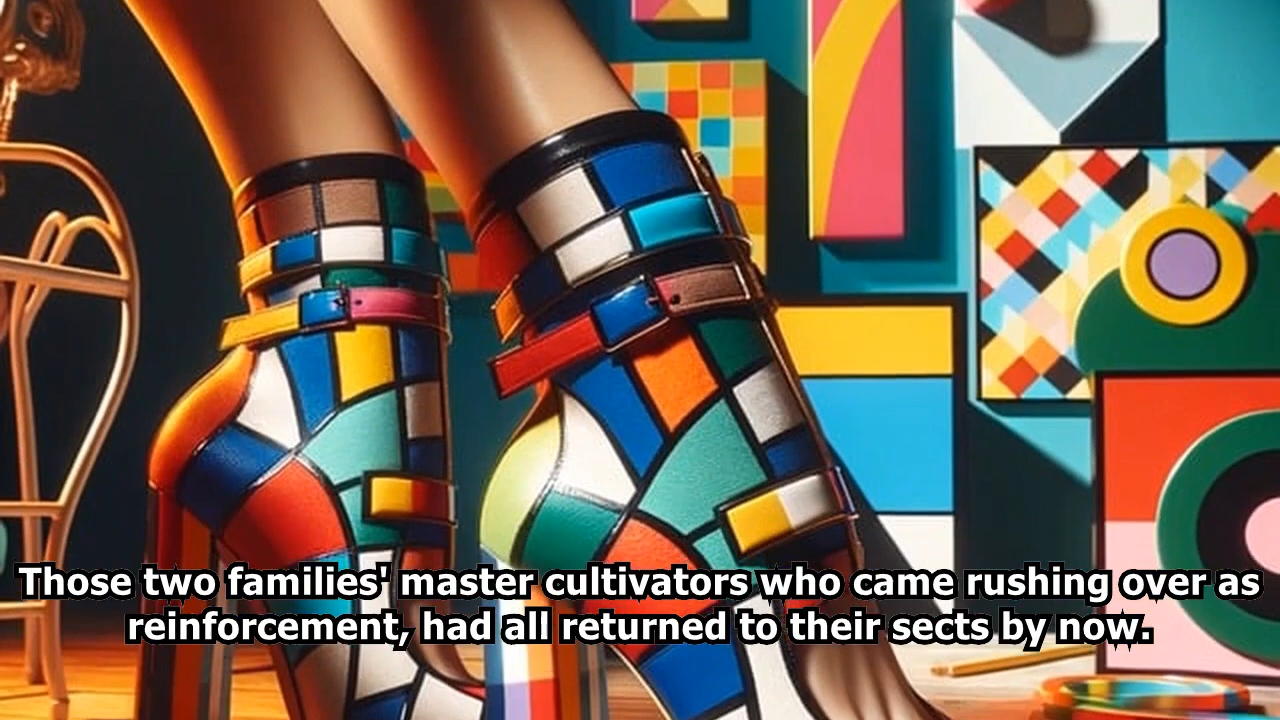 Those two families' master cultivators who came rushing over as
reinforcement, had all returned to their sects by now.